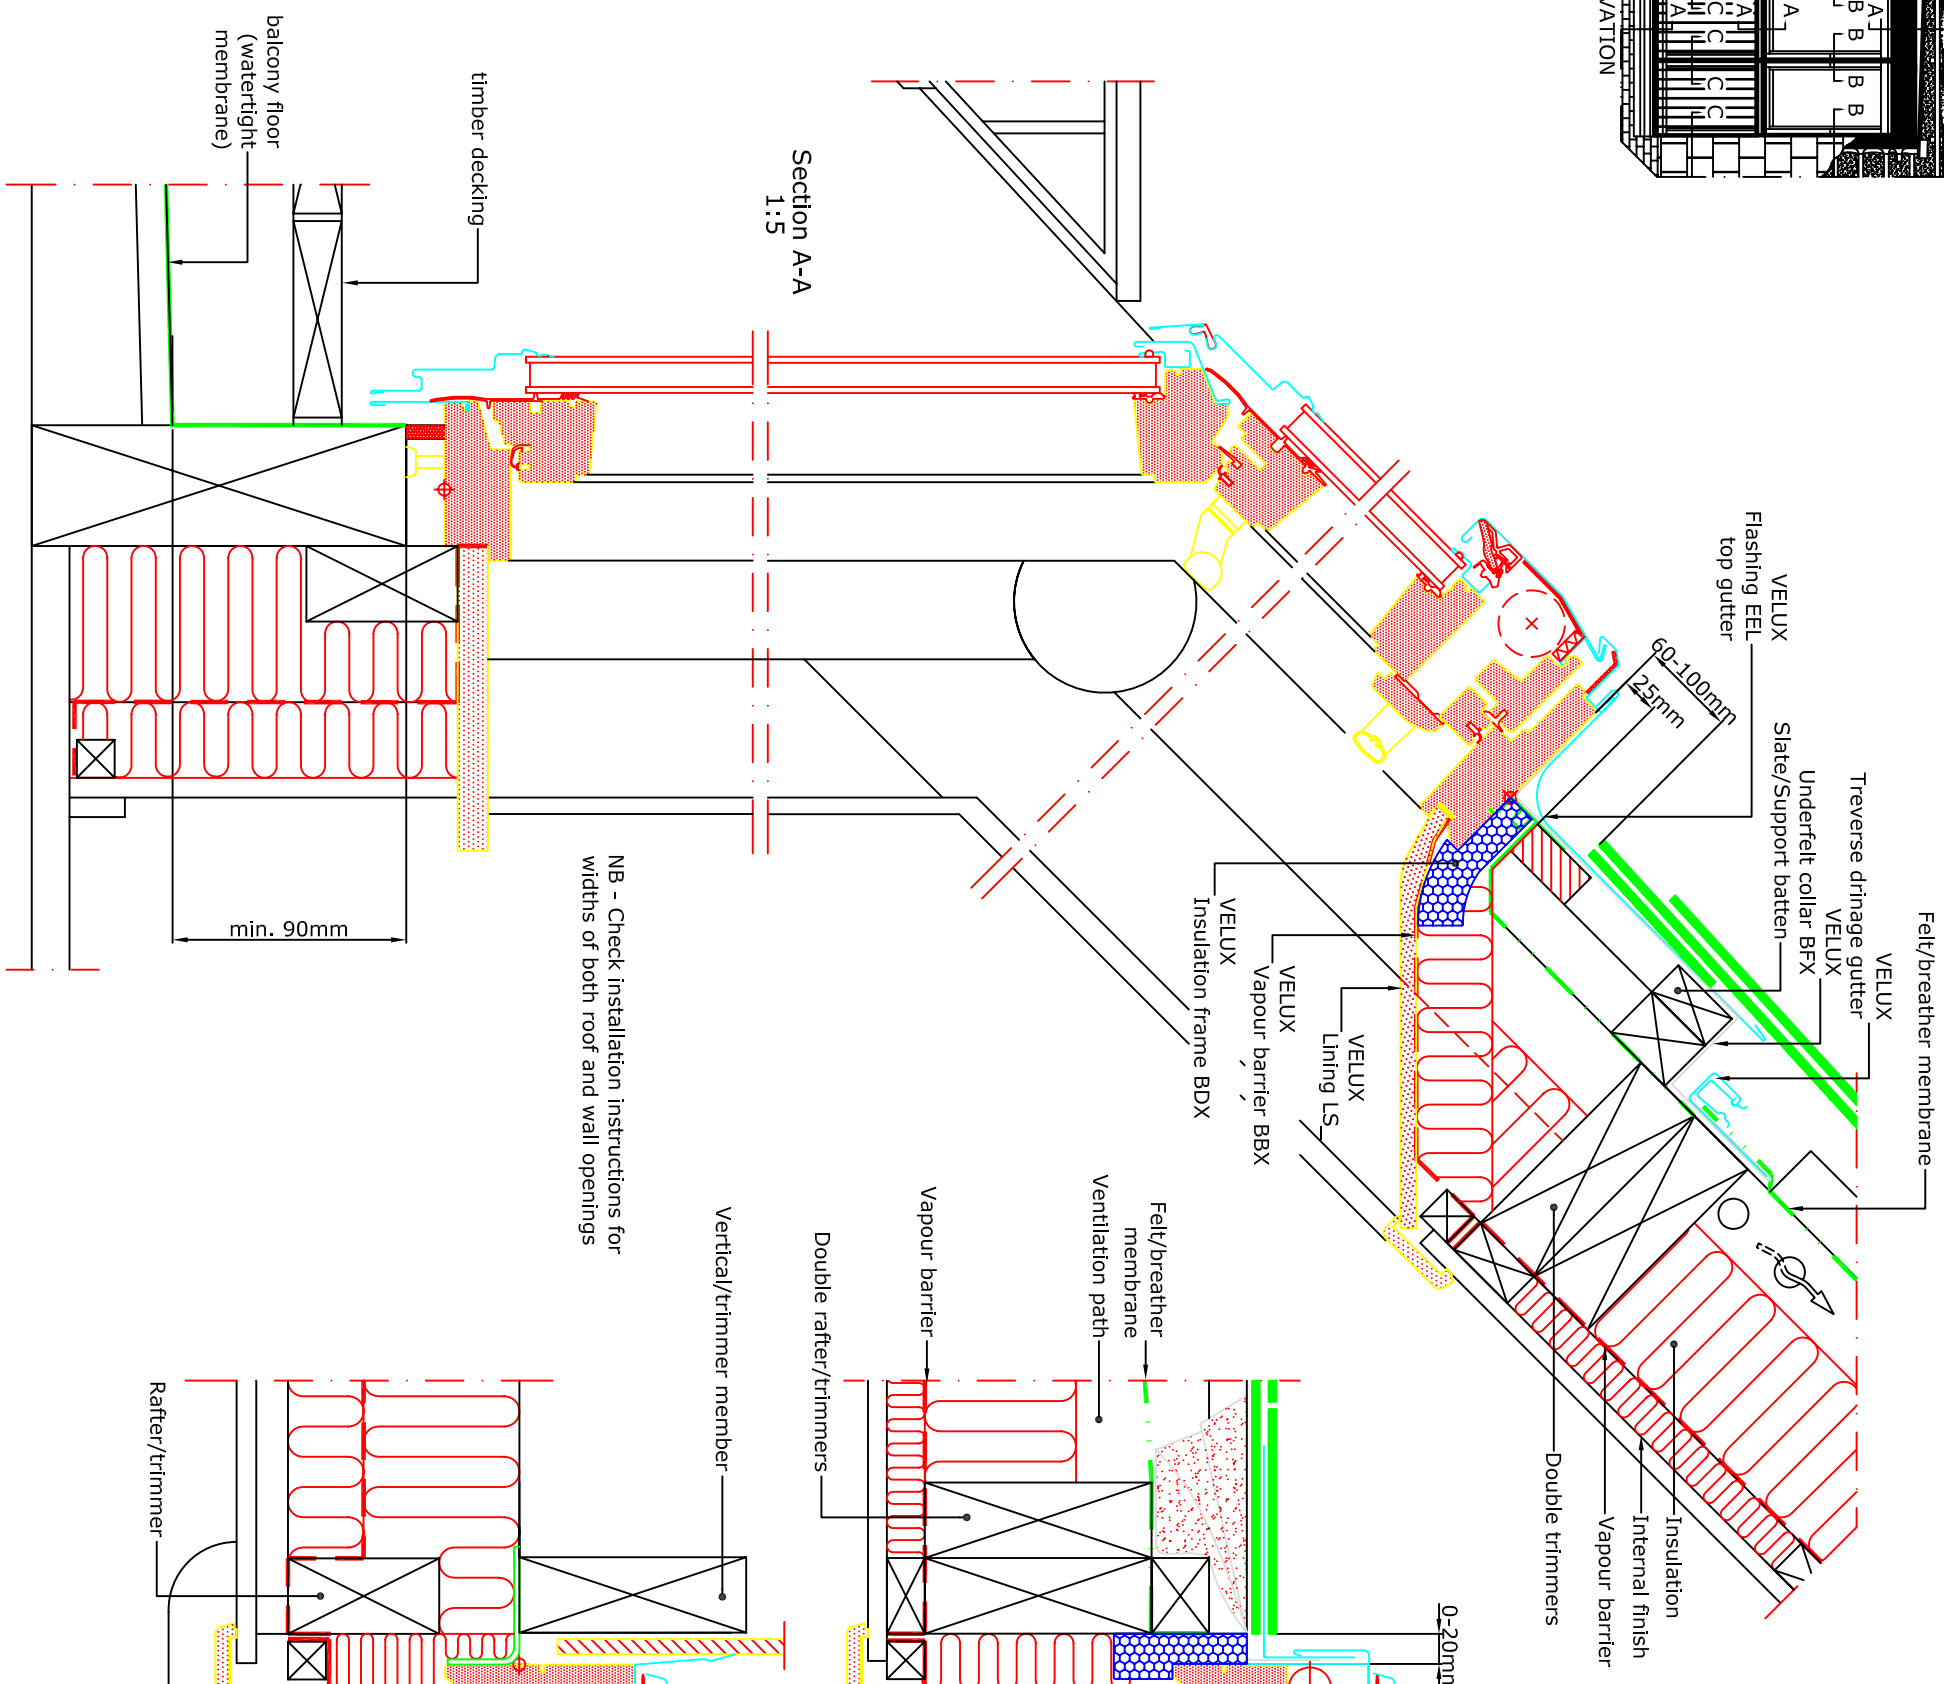 VATION
A
A
A
A
B
B
B
B
C
C
C
C
Felt/breather membrane
VELUX
Treverse drinage gutter
VELUX
Underfelt collar BFX
Slate/Support batten
VELUX
Flashing EEL
top gutter
60-100mm
25mm
Section A-A
1:5
timber decking
balcony floor
(watertight
membrane)
min. 90mm
NB - Check installation instructions for
widths of both roof and wall openings
VELUX
Lining LS
VELUX
Vapour barrier BBX
VELUX
Insulation frame BDX
Insulation
Internal finish
Vapour barrier
Double trimmers
Felt/breather
membrane
Ventilation path
Vapour barrier
Double rafter/trimmers
Vertical/trimmer member
Rafter/trimmer